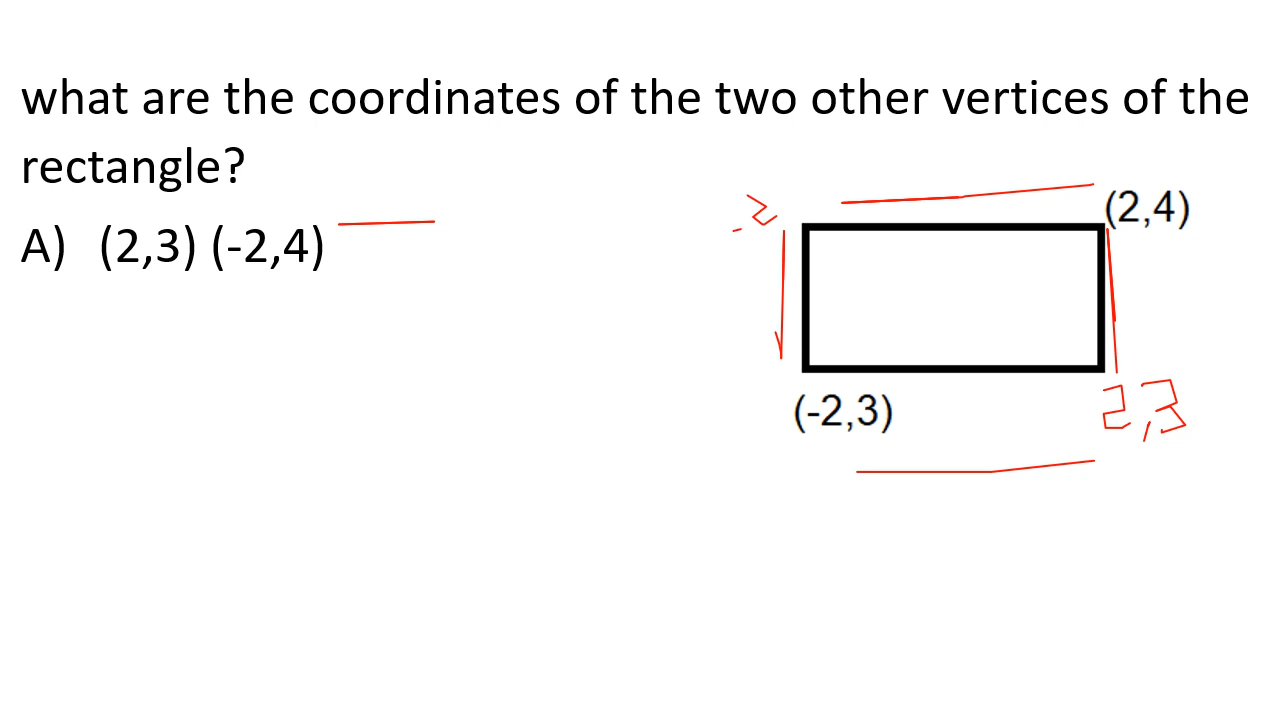 what are the coordinates of the two other vertices of the
rectangle?
A) (2,3) (-2,4)
(2,4)
-2
(-2,3)
2,3